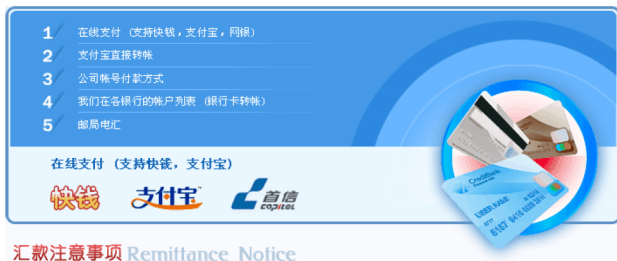 1 在线支付（支持快钱，支付宝，网银）
2 支付宝直接转帐
3 公司帐号付款方式
4 我们在各银行的帐户列表（银行卡转帐）
5 邮局电汇
在线支付（支持快钱，支付宝）
快钱 支付宝 首信
CAPITEL
CreditBank
USER NAME
汇款注意事项 Remittance Notice